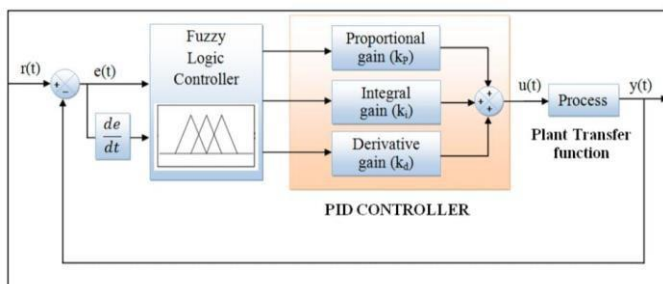 r(t)
+
−
e(t)
de
dt
Fuzzy
Logic
Controller
Proportional
gain (kₚ)
Integral
gain (kᵢ)
Derivative
gain (k_d)
+
+
+
PID CONTROLLER
u(t)
Process
Plant Transfer
function
y(t)